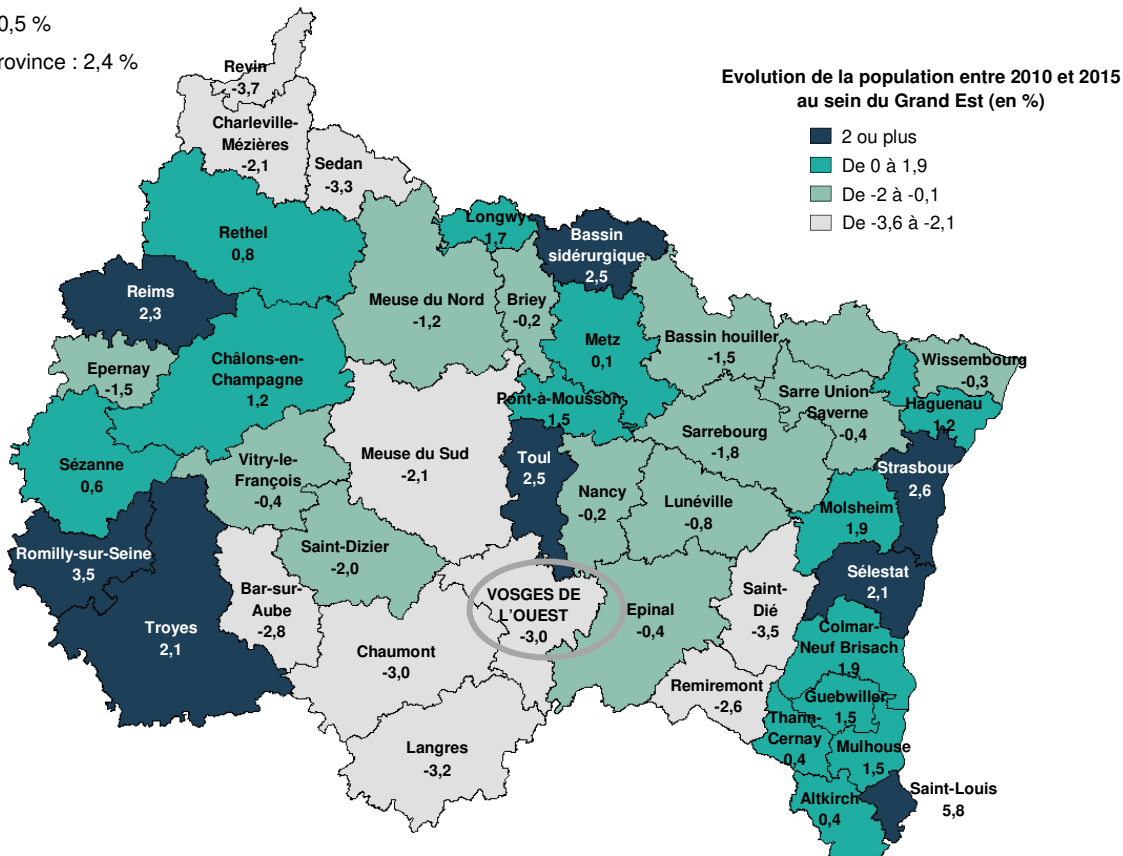 0,5 %
rovince : 2,4 %
Evolution de la population entre 2010 et 2015
au sein du Grand Est (en %)
2 ou plus
De 0 à 1,9
De -2 à -0,1
De -3,6 à -2,1
Revin
-3,7
Charleville-
Mézières
-2,1
Sedan
-3,3
Rethel
0,8
Longwy
1,7
Bassin
sidérurgique
2,5
Reims
2,3
Meuse du Nord
-1,2
Briey
-0,2
Metz
0,1
Bassin houiller
-1,5
Wissembourg
-0,3
Epernay
-1,5
Châlons-en-
Champagne
1,2
Pont-à-Mousson
1,5
Sarre Union-
Saverne
-0,4
Haguenau
1,2
Sézanne
0,6
Vitry-le-
François
-0,4
Meuse du Sud
-2,1
Toul
2,5
Sarrebourg
-1,8
Strasbour
2,6
Nancy
-0,2
Lunéville
-0,8
Molsheim
1,9
Romilly-sur-Seine
3,5
Saint-Dizier
-2,0
Sélestat
2,1
Troyes
2,1
Bar-sur-
Aube
-2,8
VOSGES DE
L'OUEST
-3,0
Epinal
-0,4
Saint-
Dié
-3,5
Colmar-
Neuf Brisach
1,9
Chaumont
-3,0
Remiremont
-2,6
Guebwiller
1,5
Thann-
Cernay
0,4
Mulhouse
1,5
Langres
-3,2
Altkirch
0,4
Saint-Louis
5,8